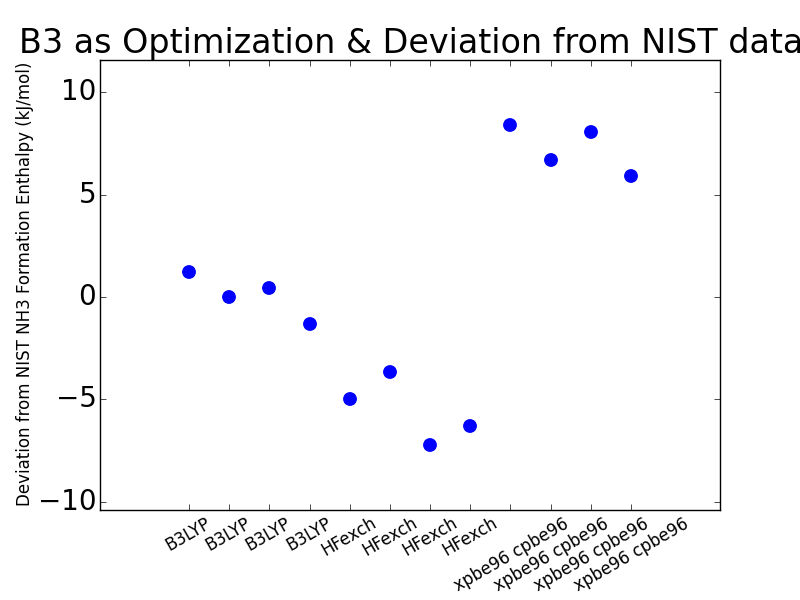 B3 as Optimization & Deviation from NIST data
Deviation from NIST NH3 Formation Enthalpy (kJ/mol)
10
5
0
−5
−10
B3LYP
B3LYP
B3LYP
B3LYP
HFexch
HFexch
HFexch
HFexch
xpbe96 cpbe96
xpbe96 cpbe96
xpbe96 cpbe96
xpbe96 cpbe96